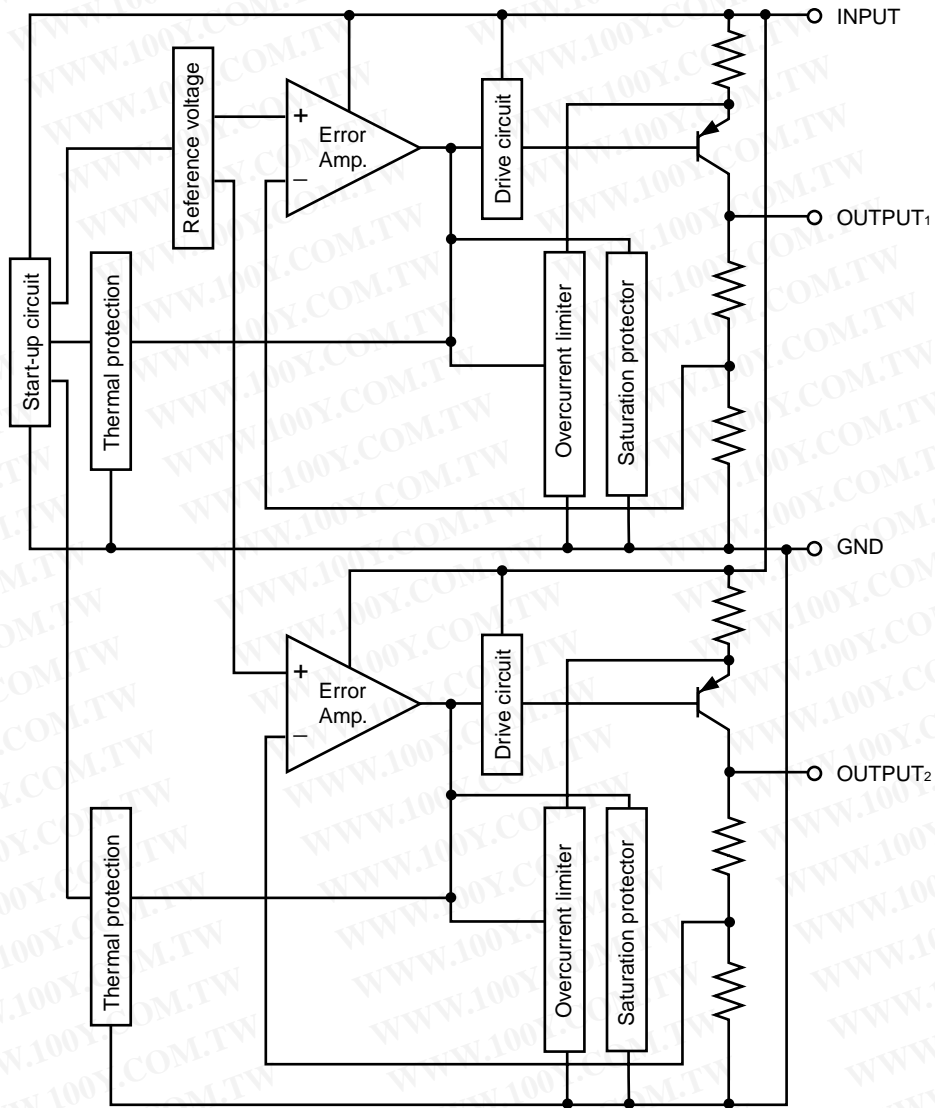 INPUT
Reference voltage
+
Error
Amp.
−
Drive circuit
OUTPUT1
Start-up circuit
Thermal protection
Overcurrent limiter
Saturation protector
GND
+
Error
Amp.
−
Drive circuit
OUTPUT2
Thermal protection
Overcurrent limiter
Saturation protector
WWW.100Y.COM.TW